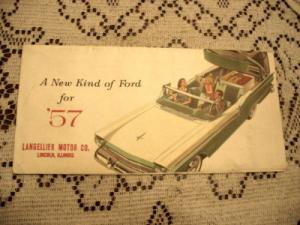 A New Kind of Ford
for
'57
LANGELLIER MOTOR CO.
LINCOLN, ILLINOIS